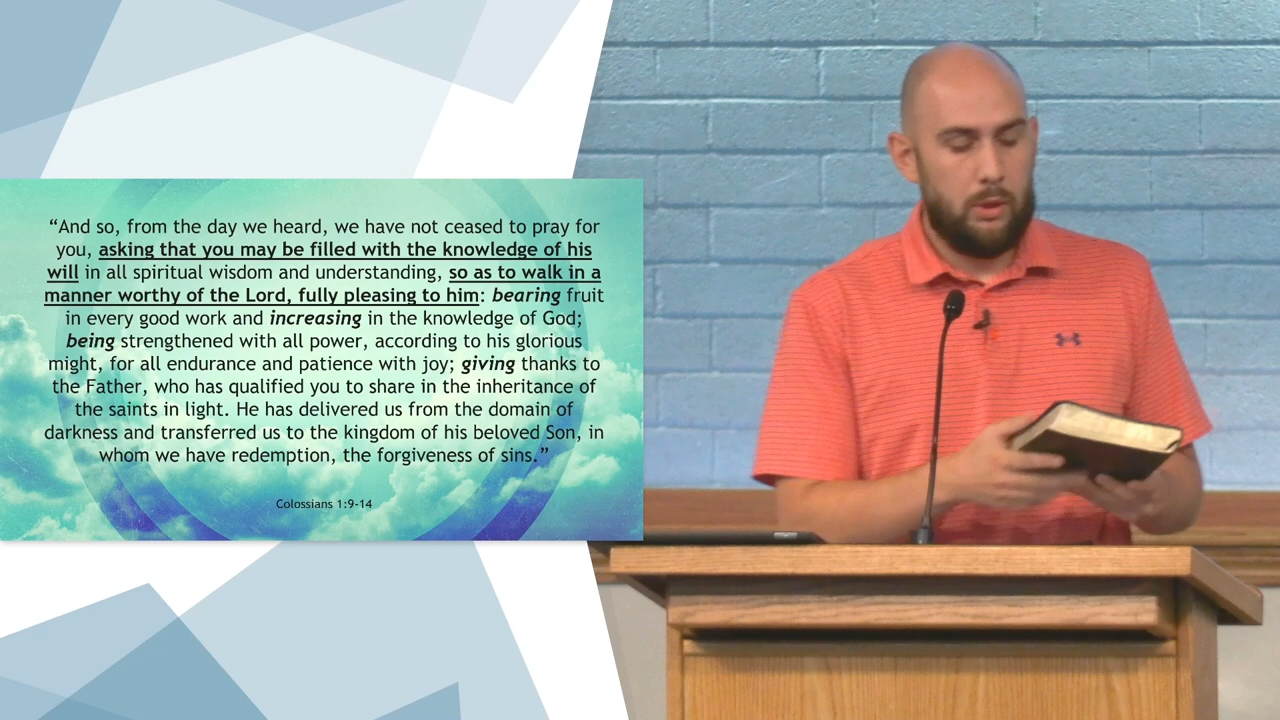 “And so, from the day we heard, we have not ceased to pray for
you, asking that you may be filled with the knowledge of his
will in all spiritual wisdom and understanding, so as to walk in a
manner worthy of the Lord, fully pleasing to him: bearing fruit
in every good work and increasing in the knowledge of God;
being strengthened with all power, according to his glorious
might, for all endurance and patience with joy; giving thanks to
the Father, who has qualified you to share in the inheritance of
the saints in light. He has delivered us from the domain of
darkness and transferred us to the kingdom of his beloved Son, in
whom we have redemption, the forgiveness of sins.”
Colossians 1:9-14